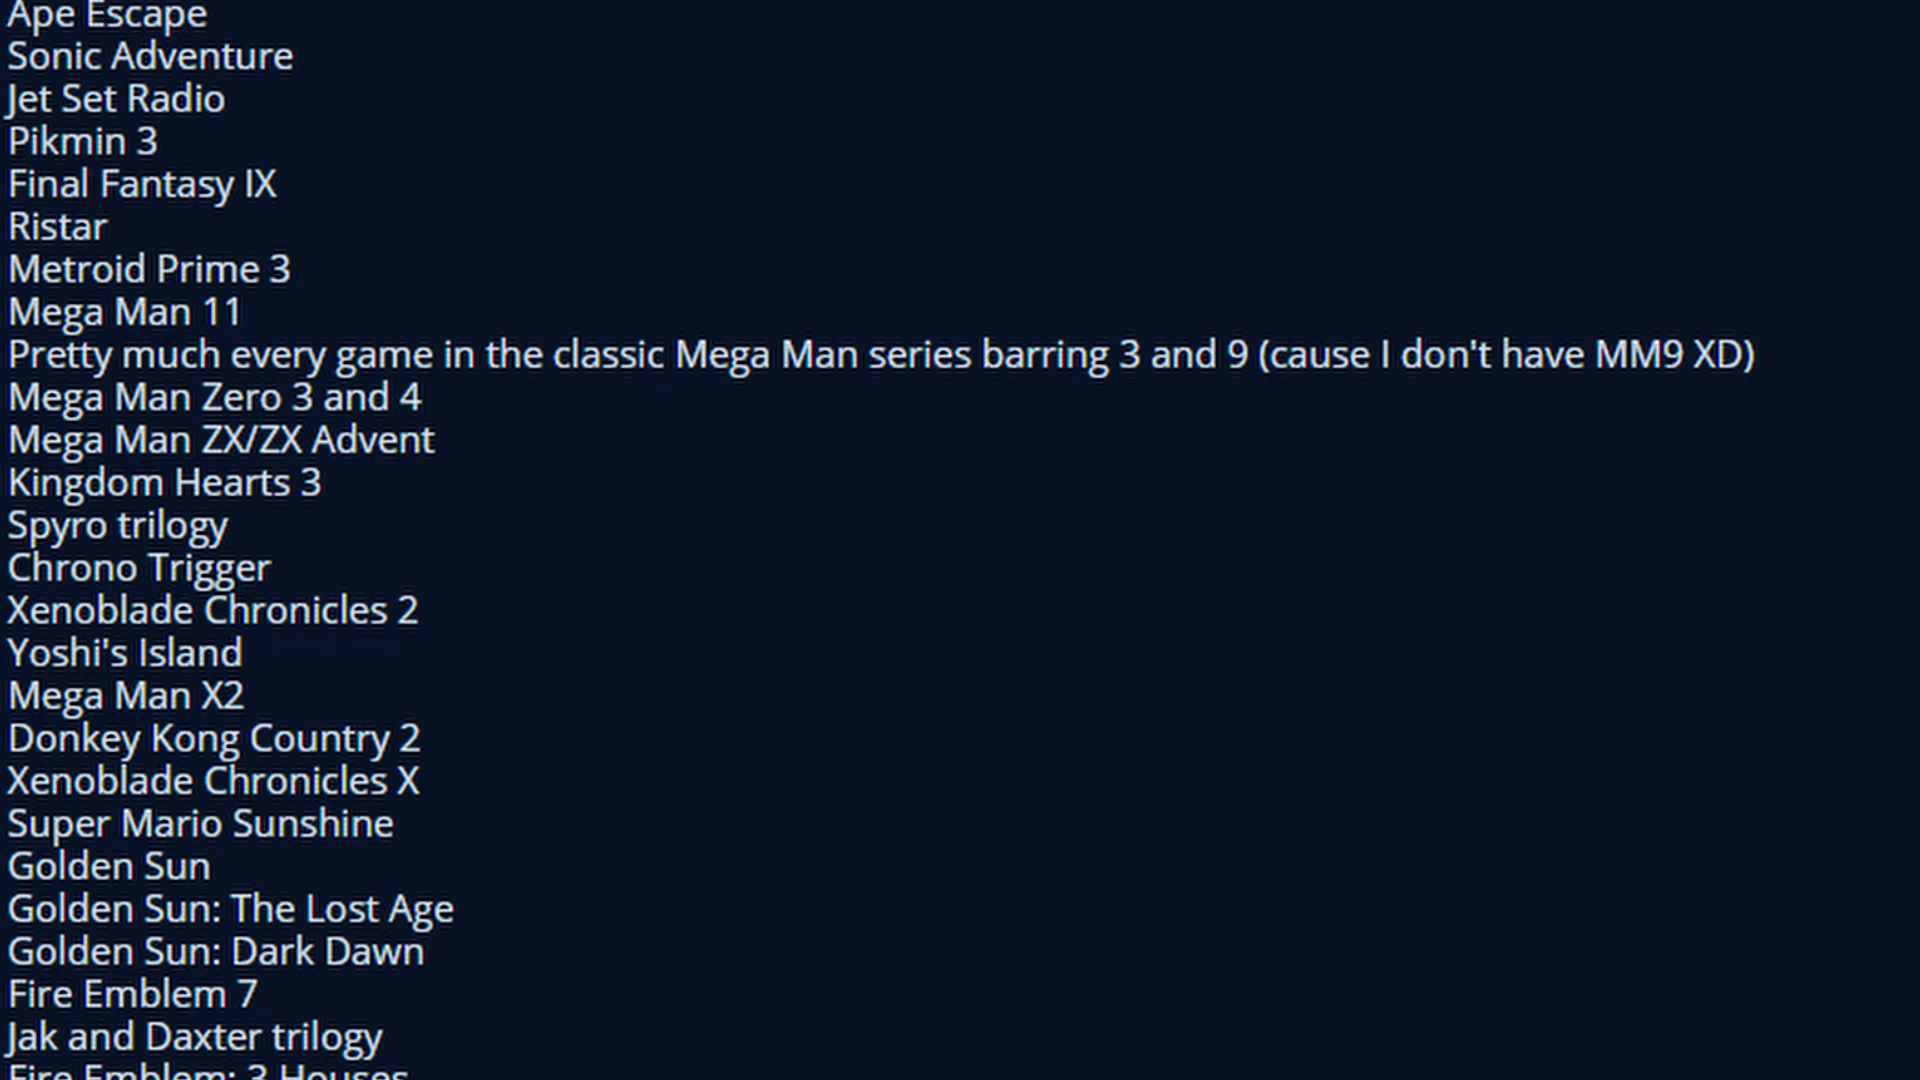 Ape Escape
Sonic Adventure
Jet Set Radio
Pikmin 3
Final Fantasy IX
Ristar
Metroid Prime 3
Mega Man 11
Pretty much every game in the classic Mega Man series barring 3 and 9 (cause I don't have MM9 XD)
Mega Man Zero 3 and 4
Mega Man ZX/ZX Advent
Kingdom Hearts 3
Spyro trilogy
Chrono Trigger
Xenoblade Chronicles 2
Yoshi's Island
Mega Man X2
Donkey Kong Country 2
Xenoblade Chronicles X
Super Mario Sunshine
Golden Sun
Golden Sun: The Lost Age
Golden Sun: Dark Dawn
Fire Emblem 7
Jak and Daxter trilogy
Fire Emblem: 3 Houses